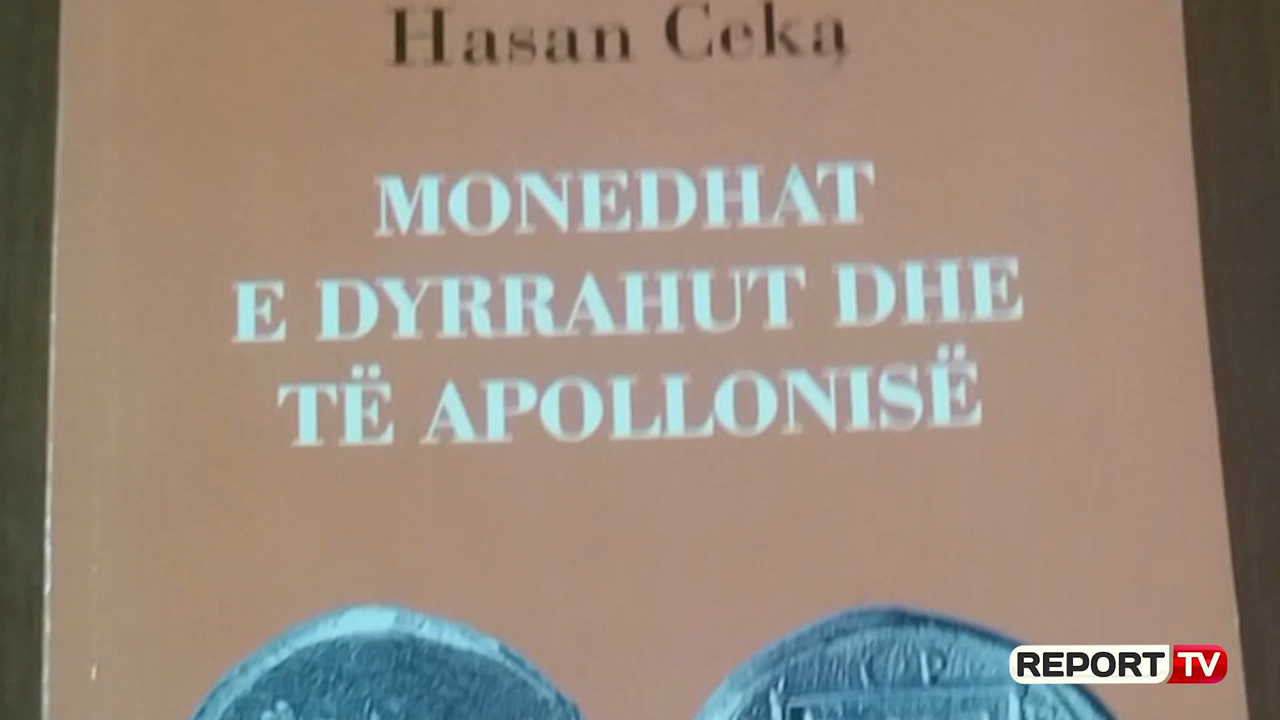 Hasan Ceka
MONEDHAT
E DYRRAHUT DHE
TË APOLLONISË
REPORT TV